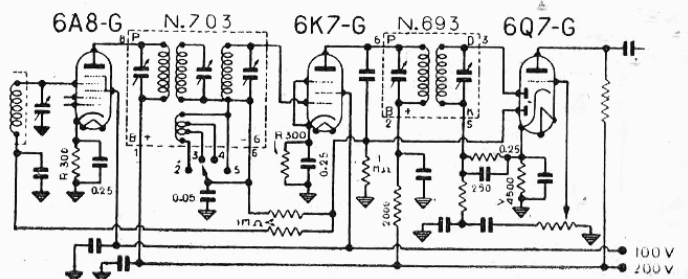 6A8-G N.703 6K7-G N.693 6Q7-G
8 P 6 P D 3
R 300 0.25
B + 1
2 3 4 5
G 6
0.05
1MΩ
R 300 0.25
1 MΩ
B + 2
K 5
2000
0.25
250
4500
100 V
200 V